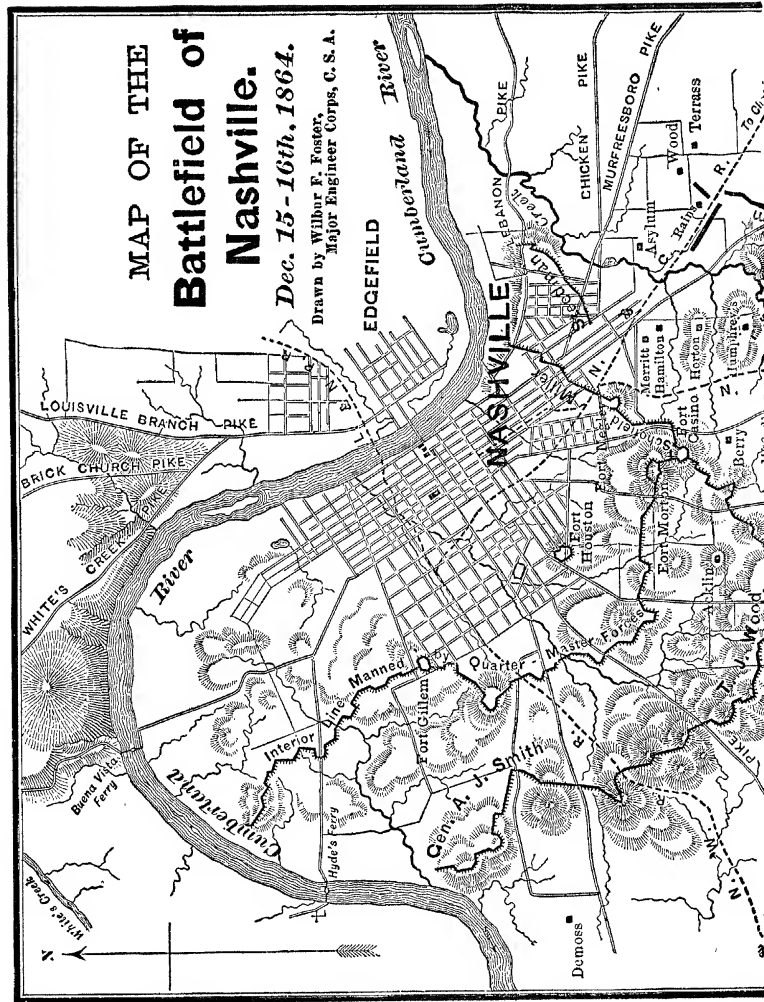 MAP OF THE
Battlefield of
Nashville.
Dec. 15-16th, 1864.
Drawn by Wilbur F. Foster,
Major Engineer Corps, C. S. A.
EDGEFIELD
Cumberland River
LOUISVILLE BRANCH PIKE
BRICK CHURCH PIKE
WHITE'S CREEK PIKE
River
Buena Vista
Ferry
White's Creek
N
Cumberland
Hyde's Ferry
Interior Line Manned by Quarter-Master Forces
Fort Gillem
Gen. A. J. Smith
Demoss
N. W. R. R.
PIKE
T. J. Wood
Acklin
Fort Morton
Fort
Houston
Fort Negley
Schofield
Fort
Casino
Berry
NASHVILLE
L. & N.
Miller
Steedman
LEBANON PIKE
Creek
CHICKEN PIKE
MURFREESBORO PIKE
Wood
Terrass
Asylum
Rains
N. & C. R. R.
Merritt
Hamilton
Horton
Humphreys
N.